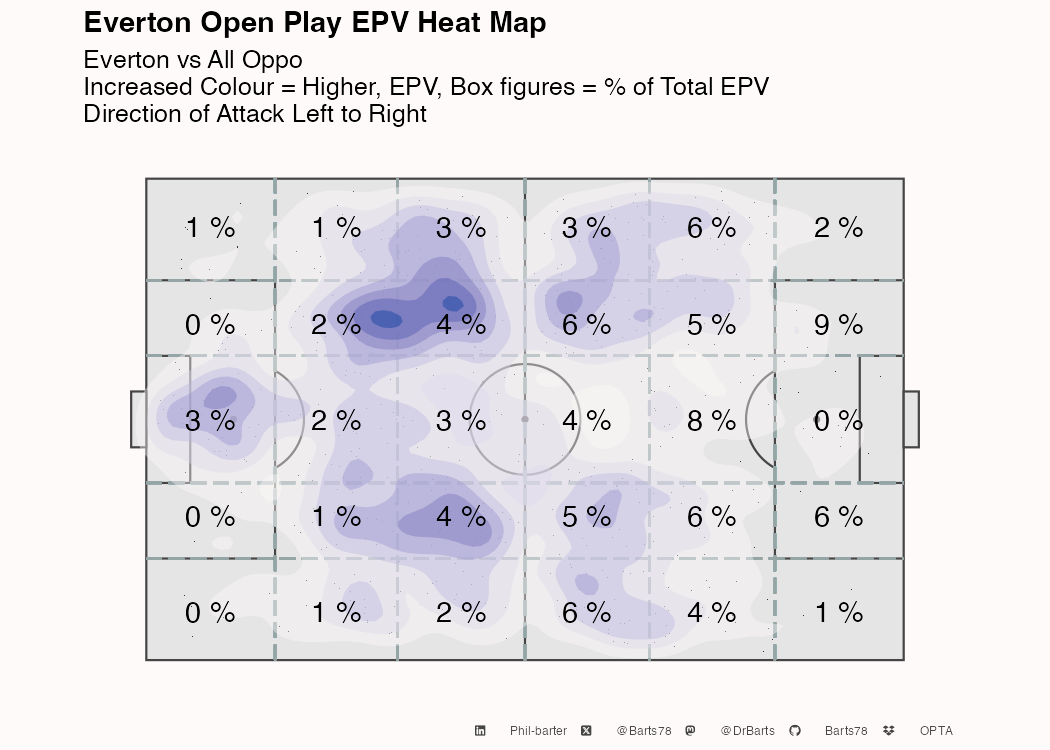 Everton Open Play EPV Heat Map
Everton vs All Oppo
Increased Colour = Higher, EPV, Box figures = % of Total EPV
Direction of Attack Left to Right
1 % 1 % 3 % 3 % 6 % 2 %
0 % 2 % 4 % 6 % 5 % 9 %
3 % 2 % 3 % 4 % 8 % 0 %
0 % 1 % 4 % 5 % 6 % 6 %
0 % 1 % 2 % 6 % 4 % 1 %
Phil-barter @Barts78 @DrBarts Barts78 OPTA